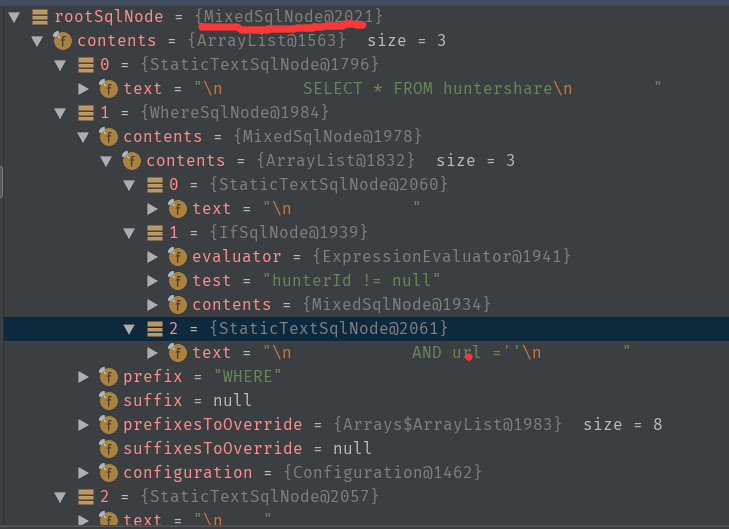 rootSqlNode = {MixedSqlNode@2021}
contents = {ArrayList@1563} size = 3
0 = {StaticTextSqlNode@1796}
text = "\n        SELECT * FROM huntershare\n        "
1 = {WhereSqlNode@1984}
contents = {MixedSqlNode@1978}
contents = {ArrayList@1832} size = 3
0 = {StaticTextSqlNode@2060}
text = "\n            "
1 = {IfSqlNode@1939}
evaluator = {ExpressionEvaluator@1941}
test = "hunterId != null"
contents = {MixedSqlNode@1934}
2 = {StaticTextSqlNode@2061}
text = "\n            AND url =''\n        "
prefix = "WHERE"
suffix = null
prefixesToOverride = {Arrays$ArrayList@1983} size = 8
suffixesToOverride = null
configuration = {Configuration@1462}
2 = {StaticTextSqlNode@2057}
text = "\n    "